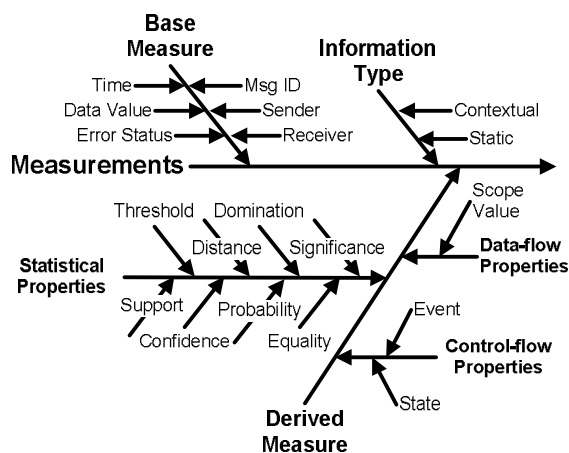 Base
Measure
Information
Type
Time
Msg ID
Data Value
Sender
Contextual
Error Status
Receiver
Static
Measurements
Scope
Value
Threshold
Domination
Distance
Significance
Data-flow
Properties
Statistical
Properties
Support
Probability
Event
Confidence
Equality
Control-flow
Properties
State
Derived
Measure